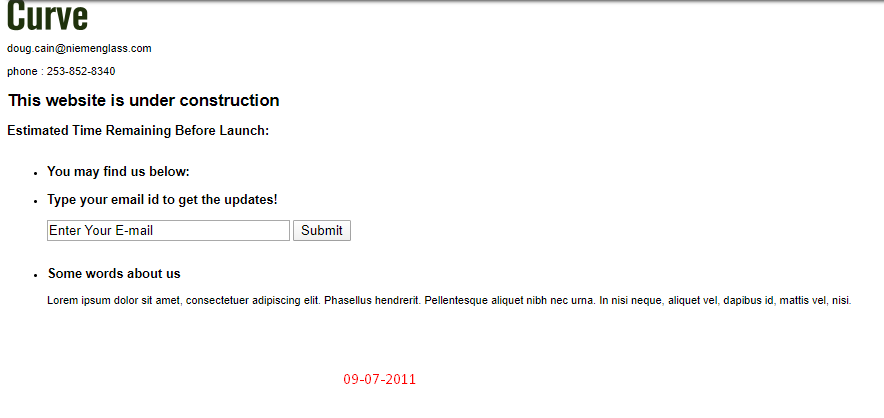 Curve
doug.cain@niemenglass.com
phone : 253-852-8340
This website is under construction
Estimated Time Remaining Before Launch:
You may find us below:
Type your email id to get the updates!
Enter Your E-mail Submit
Some words about us
Lorem ipsum dolor sit amet, consectetuer adipiscing elit. Phasellus hendrerit. Pellentesque aliquet nibh nec urna. In nisi neque, aliquet vel, dapibus id, mattis vel, nisi.
09-07-2011